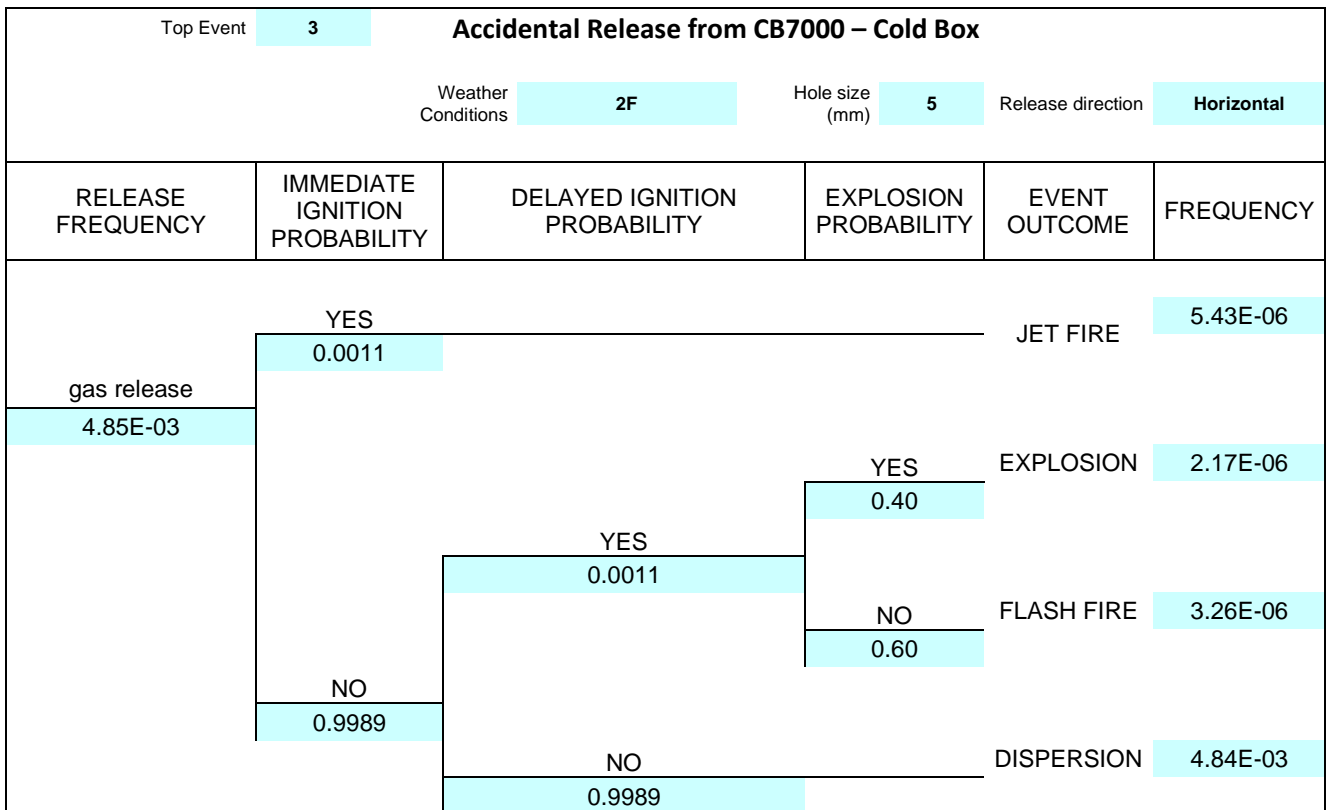 Top Event 3 Accidental Release from CB7000 – Cold Box
Weather Conditions 2F Hole size (mm) 5 Release direction Horizontal
RELEASE FREQUENCY
IMMEDIATE IGNITION PROBABILITY
DELAYED IGNITION PROBABILITY
EXPLOSION PROBABILITY
EVENT OUTCOME
FREQUENCY
YES JET FIRE 5.43E-06
0.0011
gas release
4.85E-03
YES EXPLOSION 2.17E-06
0.40
YES
0.0011
NO FLASH FIRE 3.26E-06
0.60
NO
0.9989
NO DISPERSION 4.84E-03
0.9989